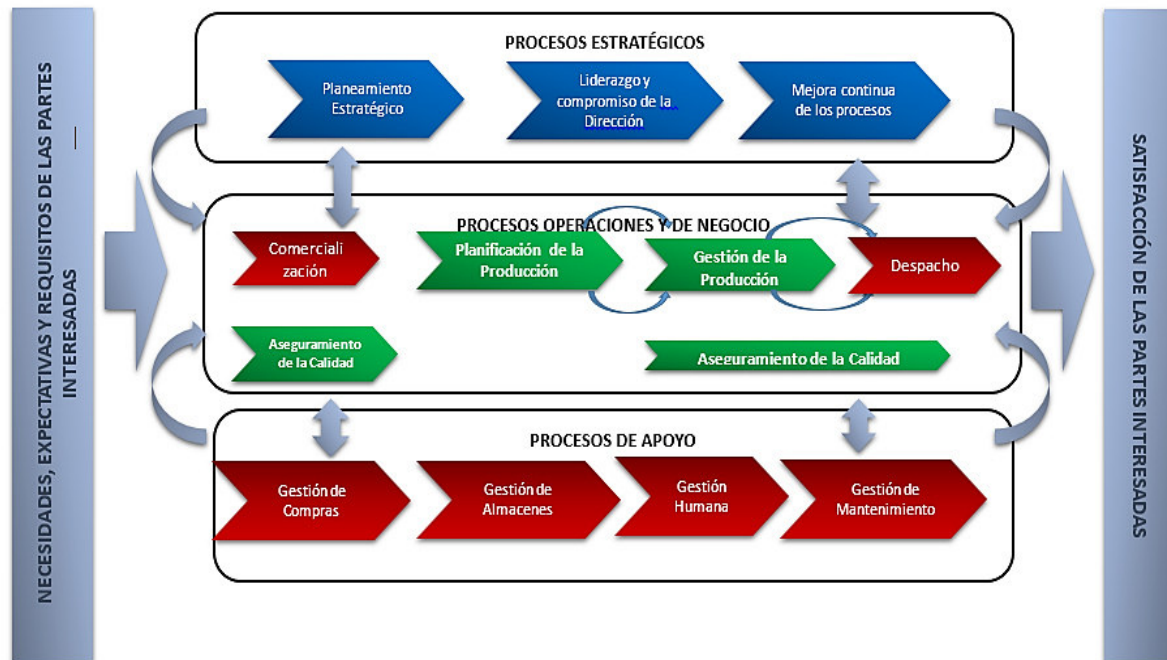 NECESIDADES, EXPECTATIVAS Y REQUISITOS DE LAS PARTES
INTERESADAS
PROCESOS ESTRATÉGICOS
Planeamiento
Estratégico
Liderazgo y
compromiso de la
Dirección
Mejora continua
de los procesos
PROCESOS OPERACIONES Y DE NEGOCIO
Comerciali
zación
Planificación de la
Producción
Gestión de la
Producción
Despacho
Aseguramiento
de la Calidad
Aseguramiento de la Calidad
PROCESOS DE APOYO
Gestión de
Compras
Gestión de
Almacenes
Gestión
Humana
Gestión de
Mantenimiento
SATISFACCIÓN DE LAS PARTES INTERESADAS